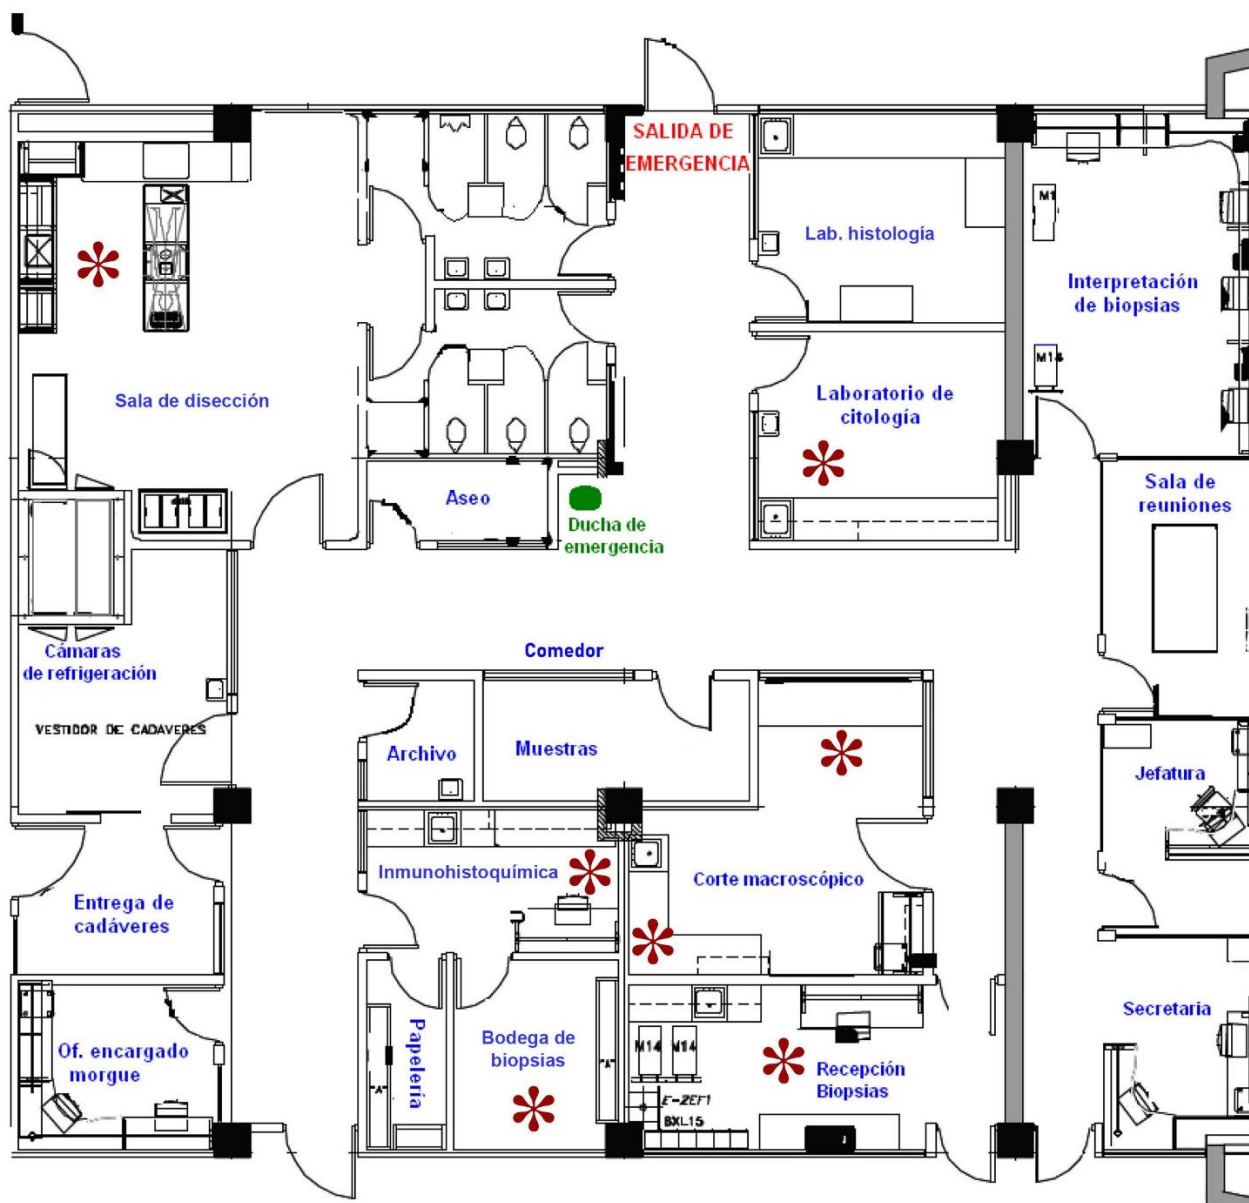 SALIDA DE
EMERGENCIA
Lab. histología
M1
Interpretación
de biopsias
M14
Sala de disección
Laboratorio de
citología
Sala de
reuniones
Aseo
Ducha de
emergencia
Cámaras
de refrigeración
VESTIDOR DE CADAVERES
Comedor
Archivo
Muestras
Jefatura
Inmunohistoquímica
Corte macroscópico
Entrega de
cadáveres
Secretaria
Of. encargado
morgue
Papelería
"A"
Bodega de
biopsias
"A"
M14
M14
Recepción
Biopsias
E-ZEF1
BXL15